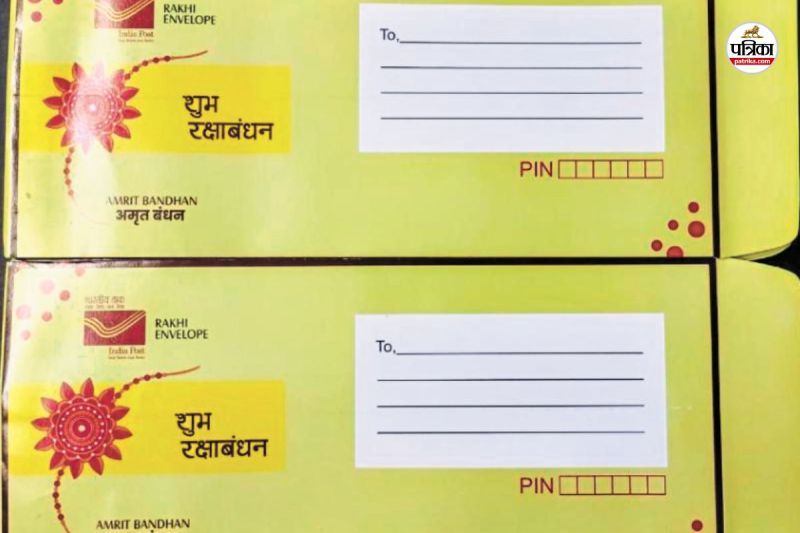 RAKHI
ENVELOPE
India Post
पत्रिका
patrika.com
To,
शुभ
रक्षाबंधन
PIN
AMRIT BANDHAN
अमृत बंधन
भारतीय डाक
RAKHI
ENVELOPE
India Post
To,
शुभ
रक्षाबंधन
PIN
AMRIT BANDHAN